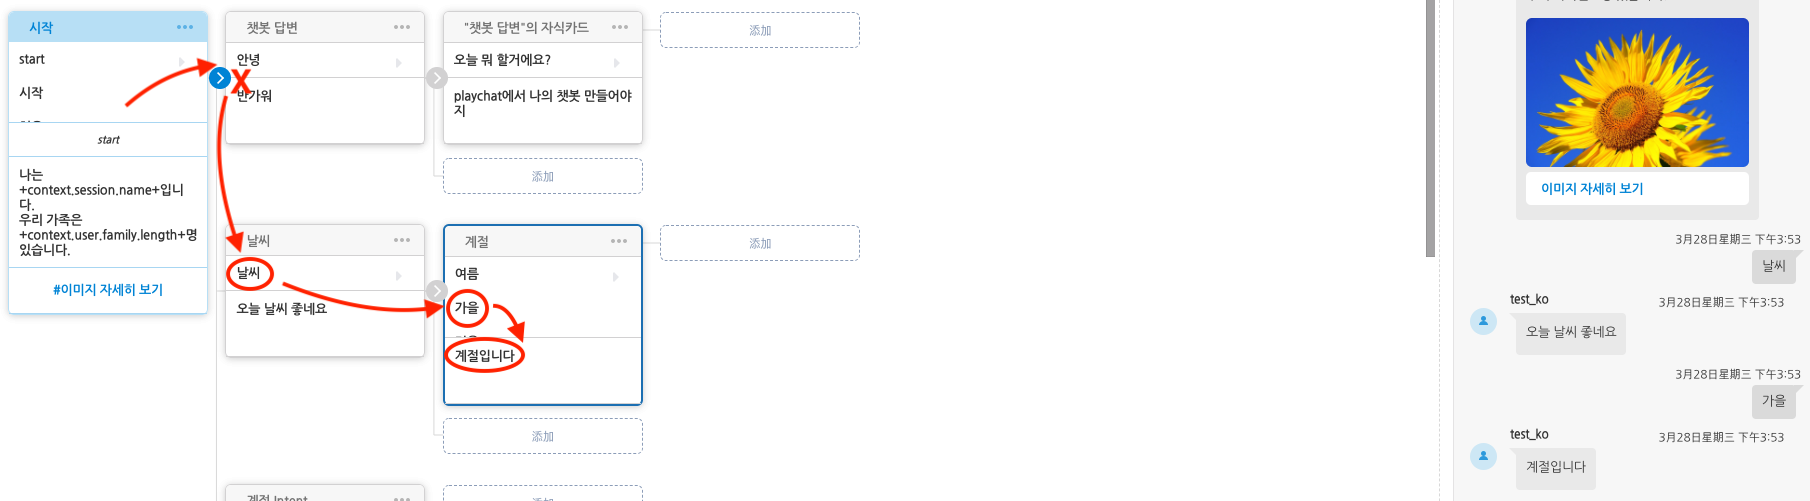 시작
start
시작
start
나는
+context.session.name+입니
다.
우리 가족은
+context.user.family.length+명
있습니다.
#이미지 자세히 보기
챗봇 답변
안녕
X
반가워
"챗봇 답변"의 자식카드
오늘 뭐 할거에요?
playchat에서 나의 챗봇 만들어야
지
添加
添加
날씨
날씨
오늘 날씨 좋네요
계절
여름
가을
계절입니다
添加
添加
계절 Intent
添加
이미지 자세히 보기
3月28日星期三 下午3:53
날씨
test_ko
3月28日星期三 下午3:53
오늘 날씨 좋네요
3月28日星期三 下午3:53
가을
test_ko
3月28日星期三 下午3:53
계절입니다